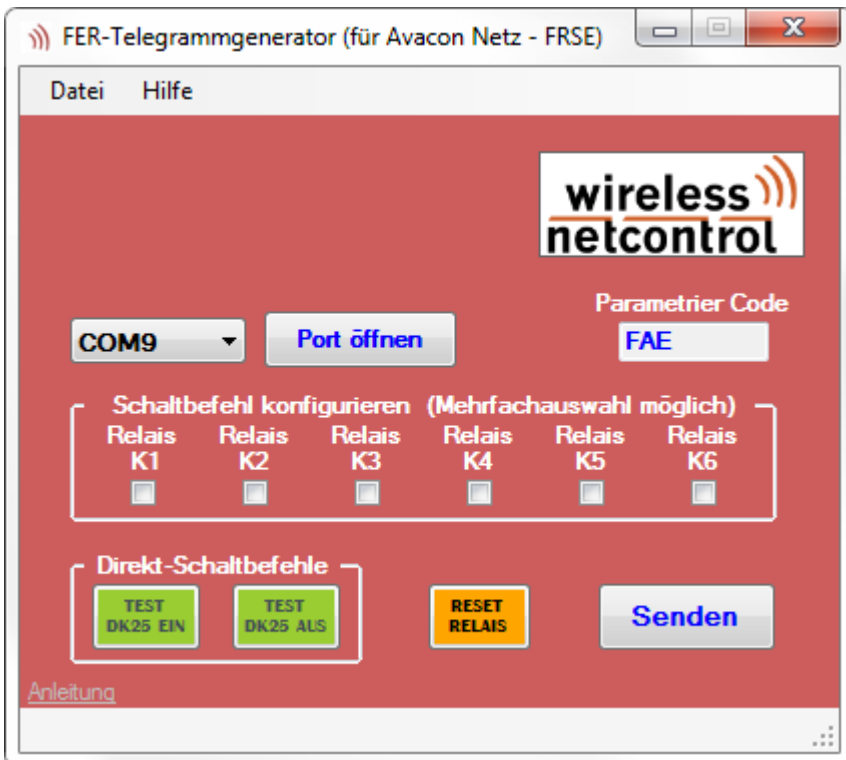 FER-Telegrammgenerator (für Avacon Netz - FRSE)
Datei Hilfe
wireless
netcontrol
Parametrier Code
COM9 Port öffnen FAE
Schaltbefehl konfigurieren (Mehrfachauswahl möglich)
Relais Relais Relais Relais Relais Relais
K1 K2 K3 K4 K5 K6
Direkt-Schaltbefehle
TEST TEST RESET
DK25 EIN DK25 AUS RELAIS Senden
Anleitung